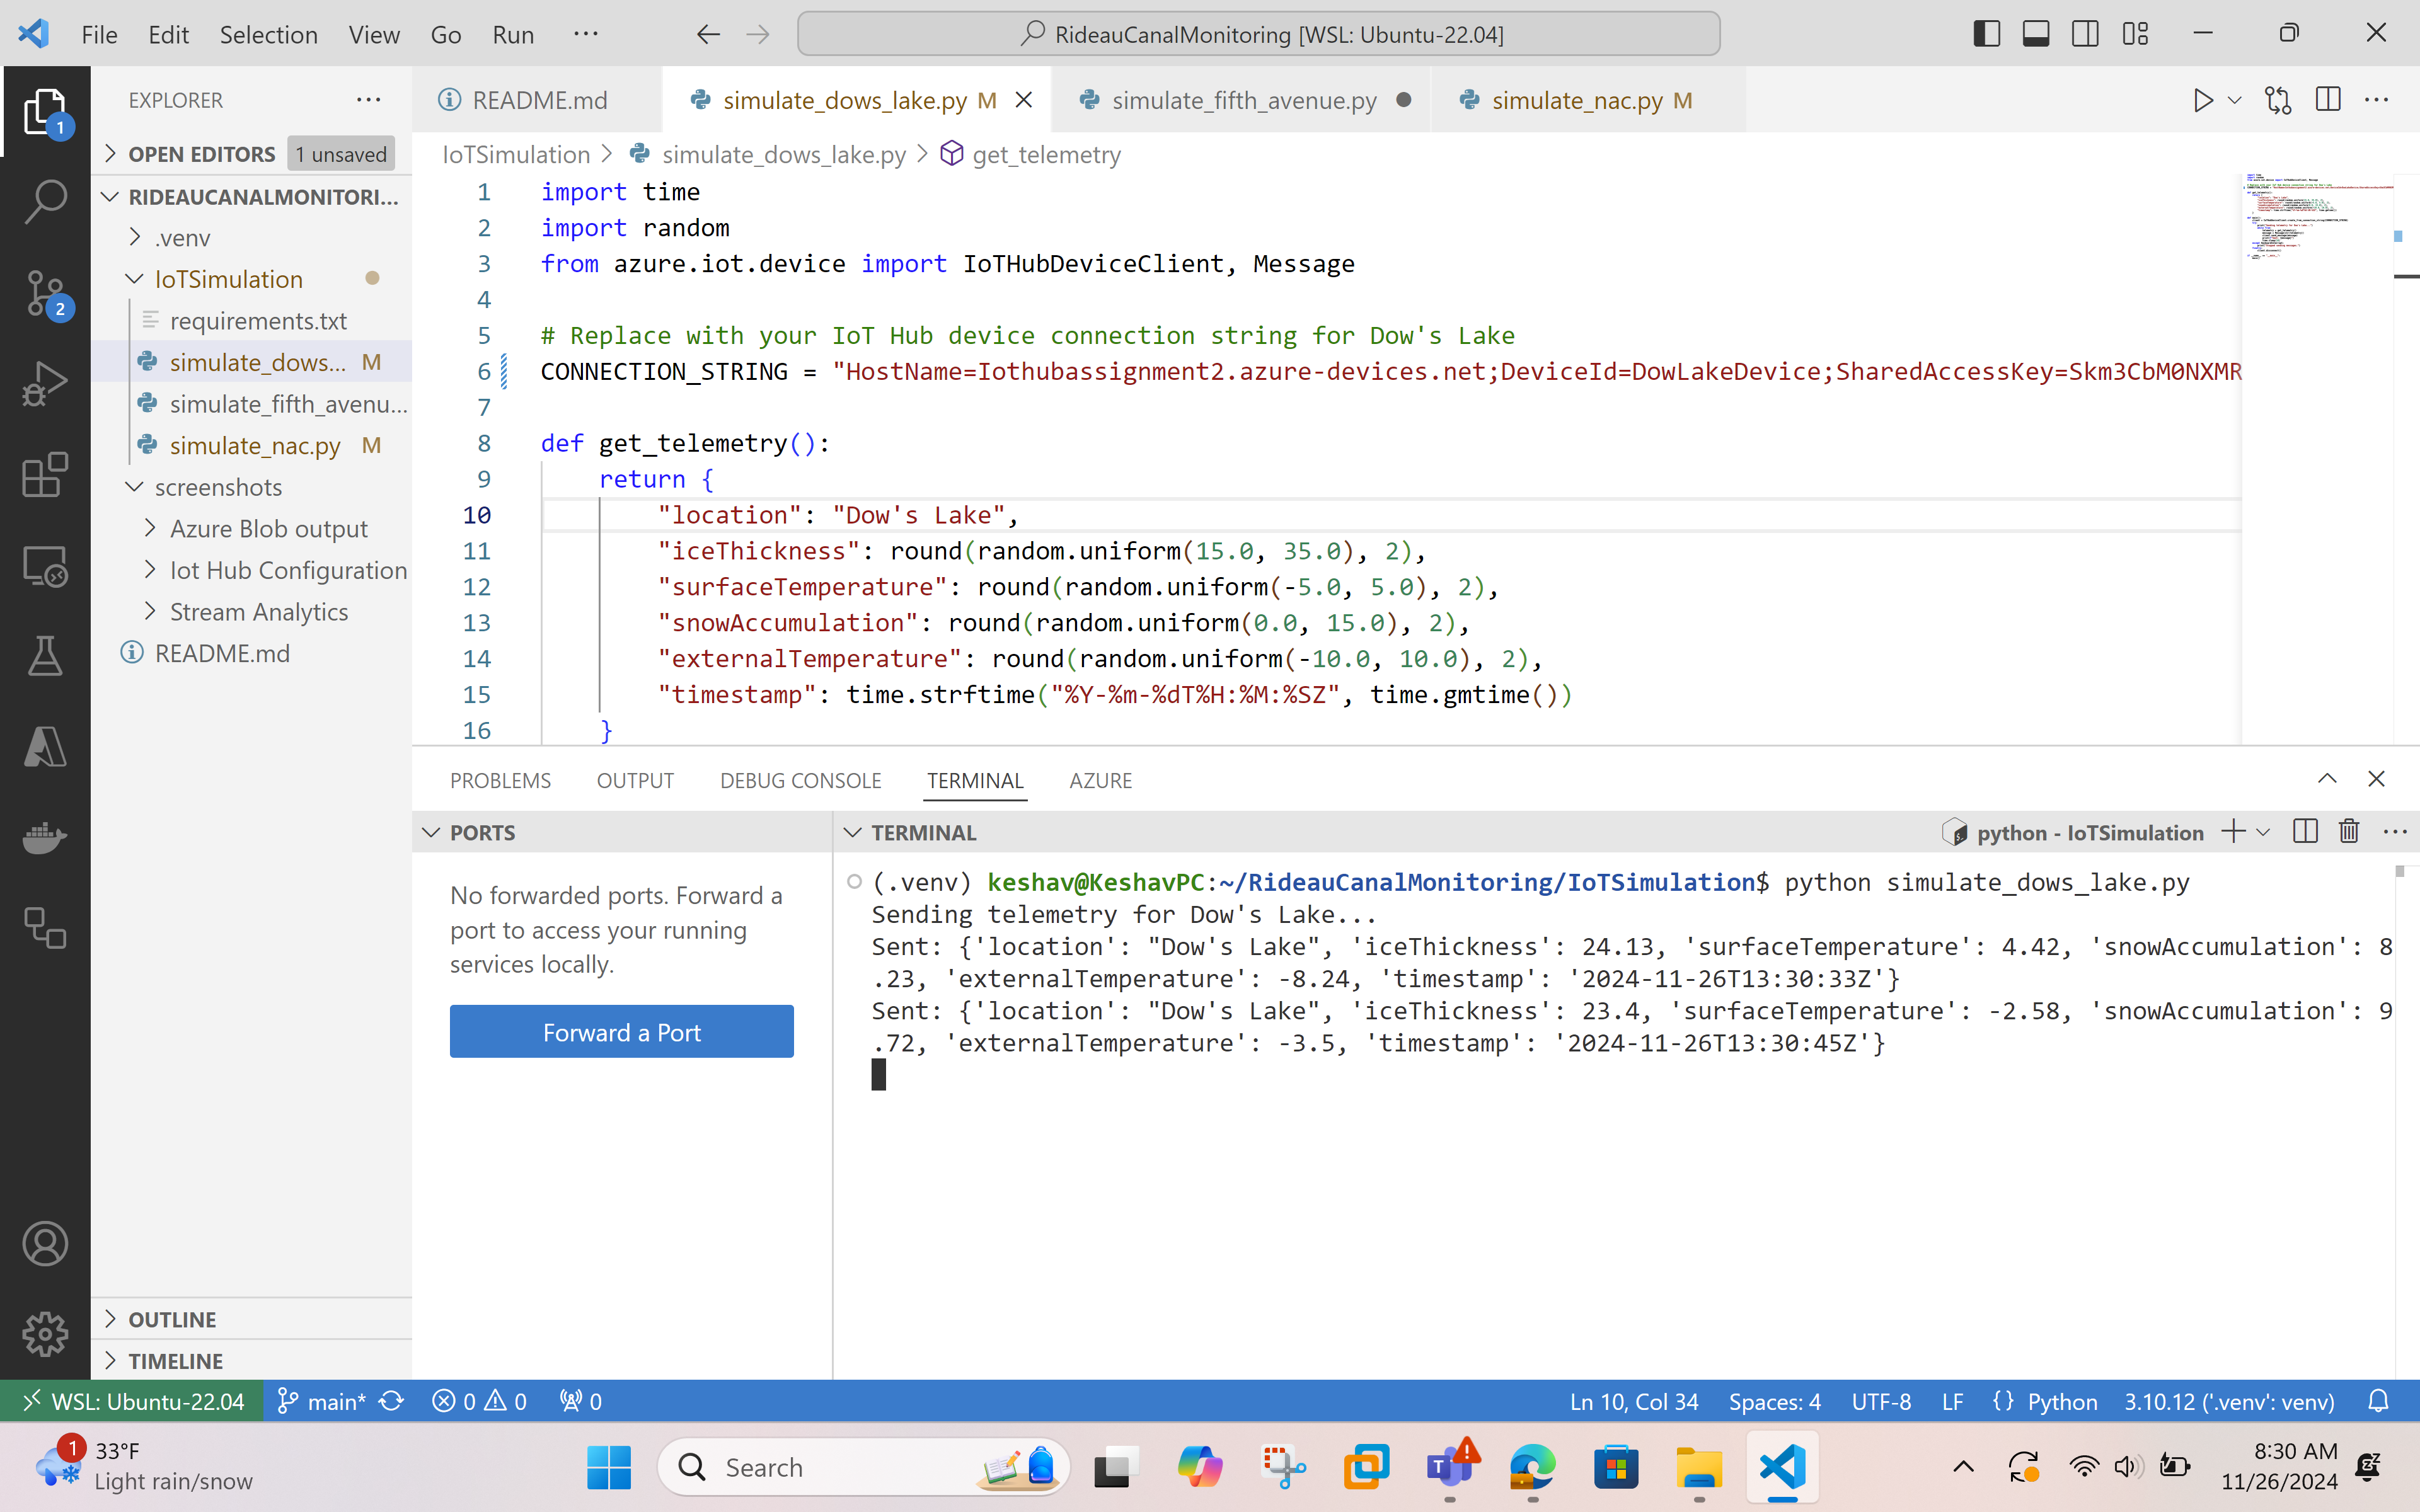 File Edit Selection View Go Run ···
RideauCanalMonitoring [WSL: Ubuntu-22.04]
EXPLORER
1
OPEN EDITORS 1 unsaved
RIDEAUCANALMONITORI...
.venv
IoTSimulation
requirements.txt
simulate_dows... M
simulate_fifth_avenu...
simulate_nac.py M
screenshots
Azure Blob output
Iot Hub Configuration
Stream Analytics
README.md
2
OUTLINE
TIMELINE
README.md simulate_dows_lake.py M simulate_fifth_avenue.py simulate_nac.py M
IoTSimulation > simulate_dows_lake.py > get_telemetry
1 import time
2 import random
3 from azure.iot.device import IoTHubDeviceClient, Message
4
5 # Replace with your IoT Hub device connection string for Dow's Lake
6 CONNECTION_STRING = "HostName=Iothubassignment2.azure-devices.net;DeviceId=DowLakeDevice;SharedAccessKey=Skm3CbM0NXMR
7
8 def get_telemetry():
9 return {
10 "location": "Dow's Lake",
11 "iceThickness": round(random.uniform(15.0, 35.0), 2),
12 "surfaceTemperature": round(random.uniform(-5.0, 5.0), 2),
13 "snowAccumulation": round(random.uniform(0.0, 15.0), 2),
14 "externalTemperature": round(random.uniform(-10.0, 10.0), 2),
15 "timestamp": time.strftime("%Y-%m-%dT%H:%M:%SZ", time.gmtime())
16 }
PROBLEMS OUTPUT DEBUG CONSOLE TERMINAL AZURE
PORTS
No forwarded ports. Forward a
port to access your running
services locally.
Forward a Port
TERMINAL python - IoTSimulation
(.venv) keshav@KeshavPC:~/RideauCanalMonitoring/IoTSimulation$ python simulate_dows_lake.py
Sending telemetry for Dow's Lake...
Sent: {'location': "Dow's Lake", 'iceThickness': 24.13, 'surfaceTemperature': 4.42, 'snowAccumulation': 8
.23, 'externalTemperature': -8.24, 'timestamp': '2024-11-26T13:30:33Z'}
Sent: {'location': "Dow's Lake", 'iceThickness': 23.4, 'surfaceTemperature': -2.58, 'snowAccumulation': 9
.72, 'externalTemperature': -3.5, 'timestamp': '2024-11-26T13:30:45Z'}
WSL: Ubuntu-22.04 main* 0 0 0 Ln 10, Col 34 Spaces: 4 UTF-8 LF {} Python 3.10.12 ('.venv': venv)
1
33°F
Light rain/snow
Search
8:30 AM
11/26/2024